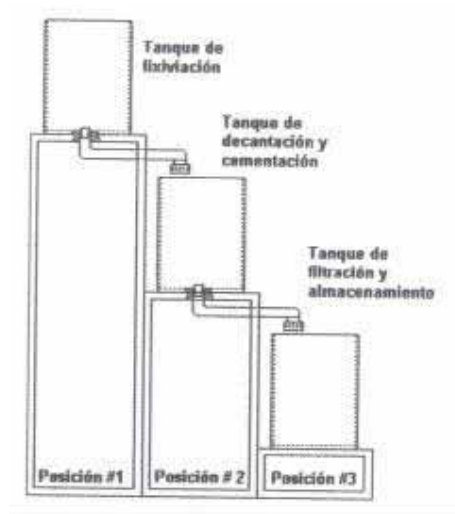 Tanque de
lixiviación
Tanque de
decantación y
cementación
Tanque de
filtración y
almacenamiento
Posición #1
Posición # 2
Posición #3